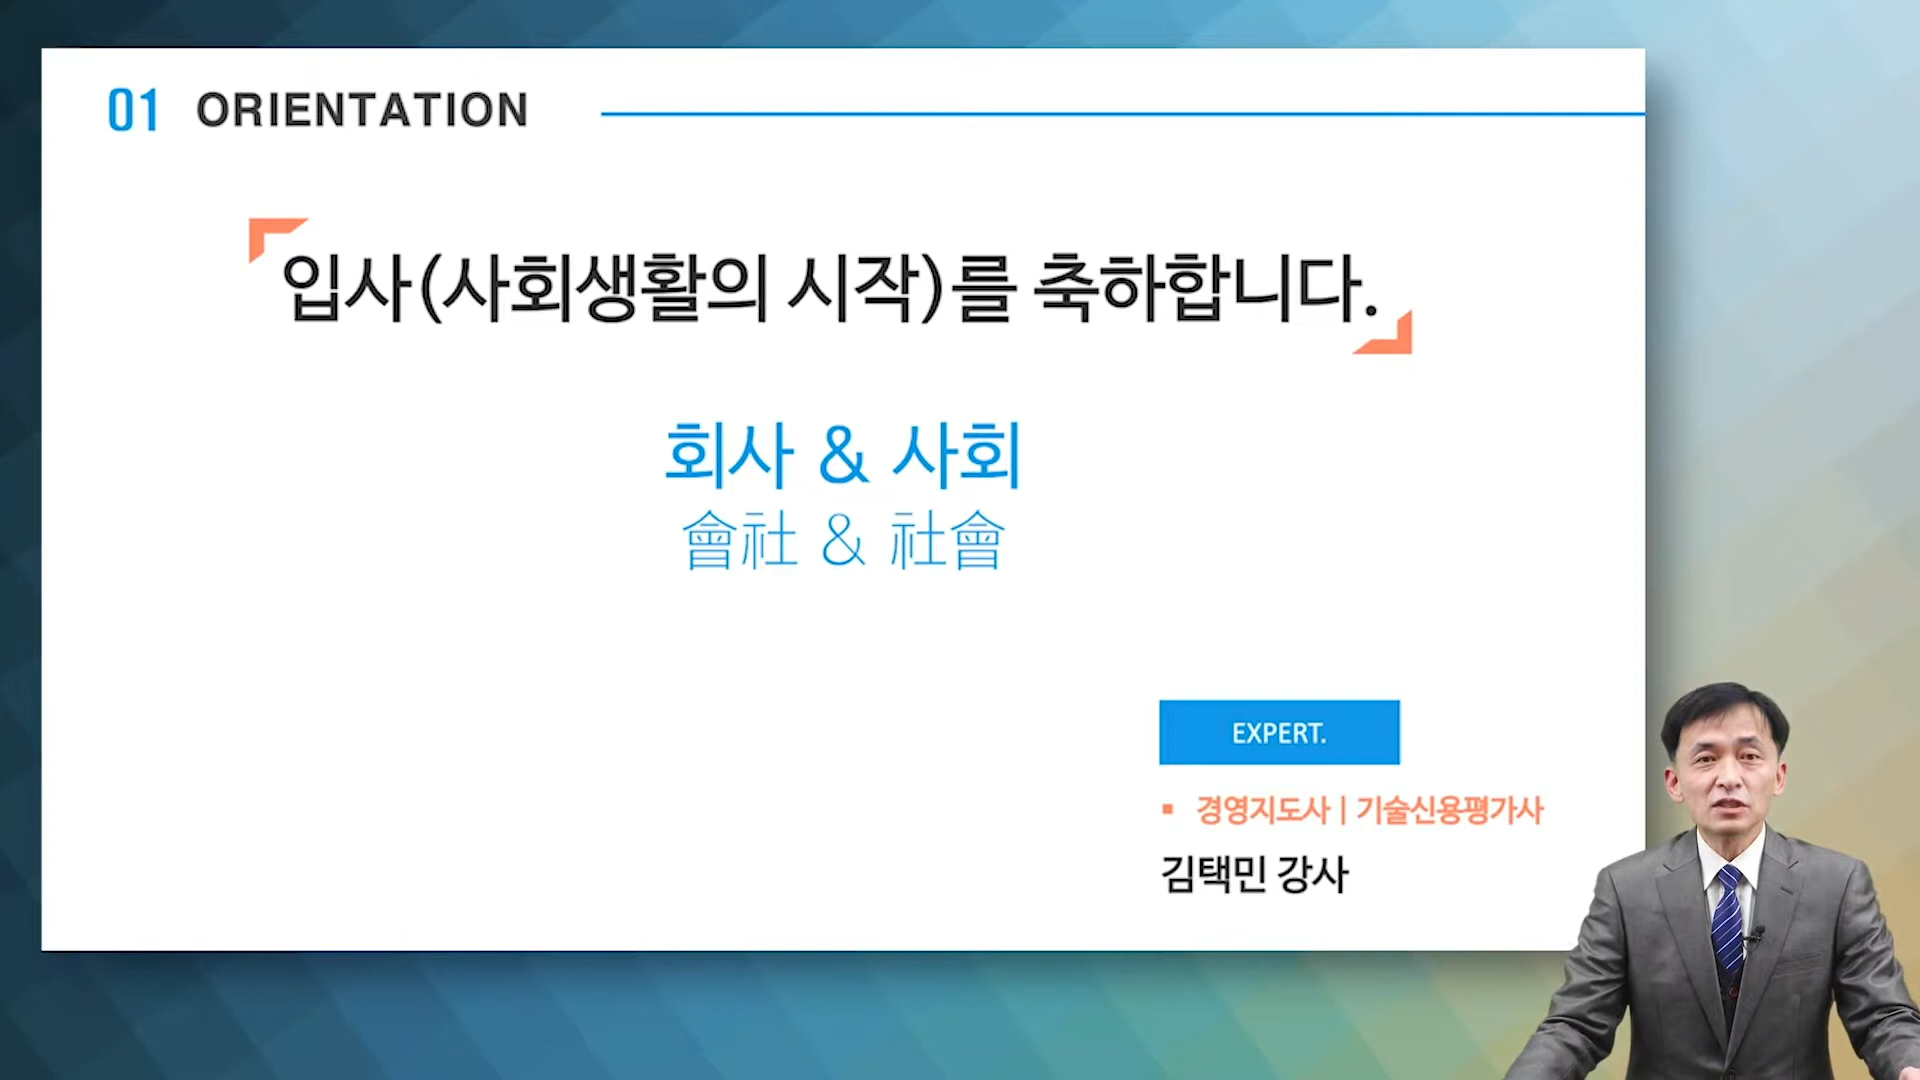 01 ORIENTATION
입사(사회생활의 시작)를 축하합니다.
회사 & 사회
會社 & 社會
EXPERT.
▪ 경영지도사 | 기술신용평가사
김택민 강사